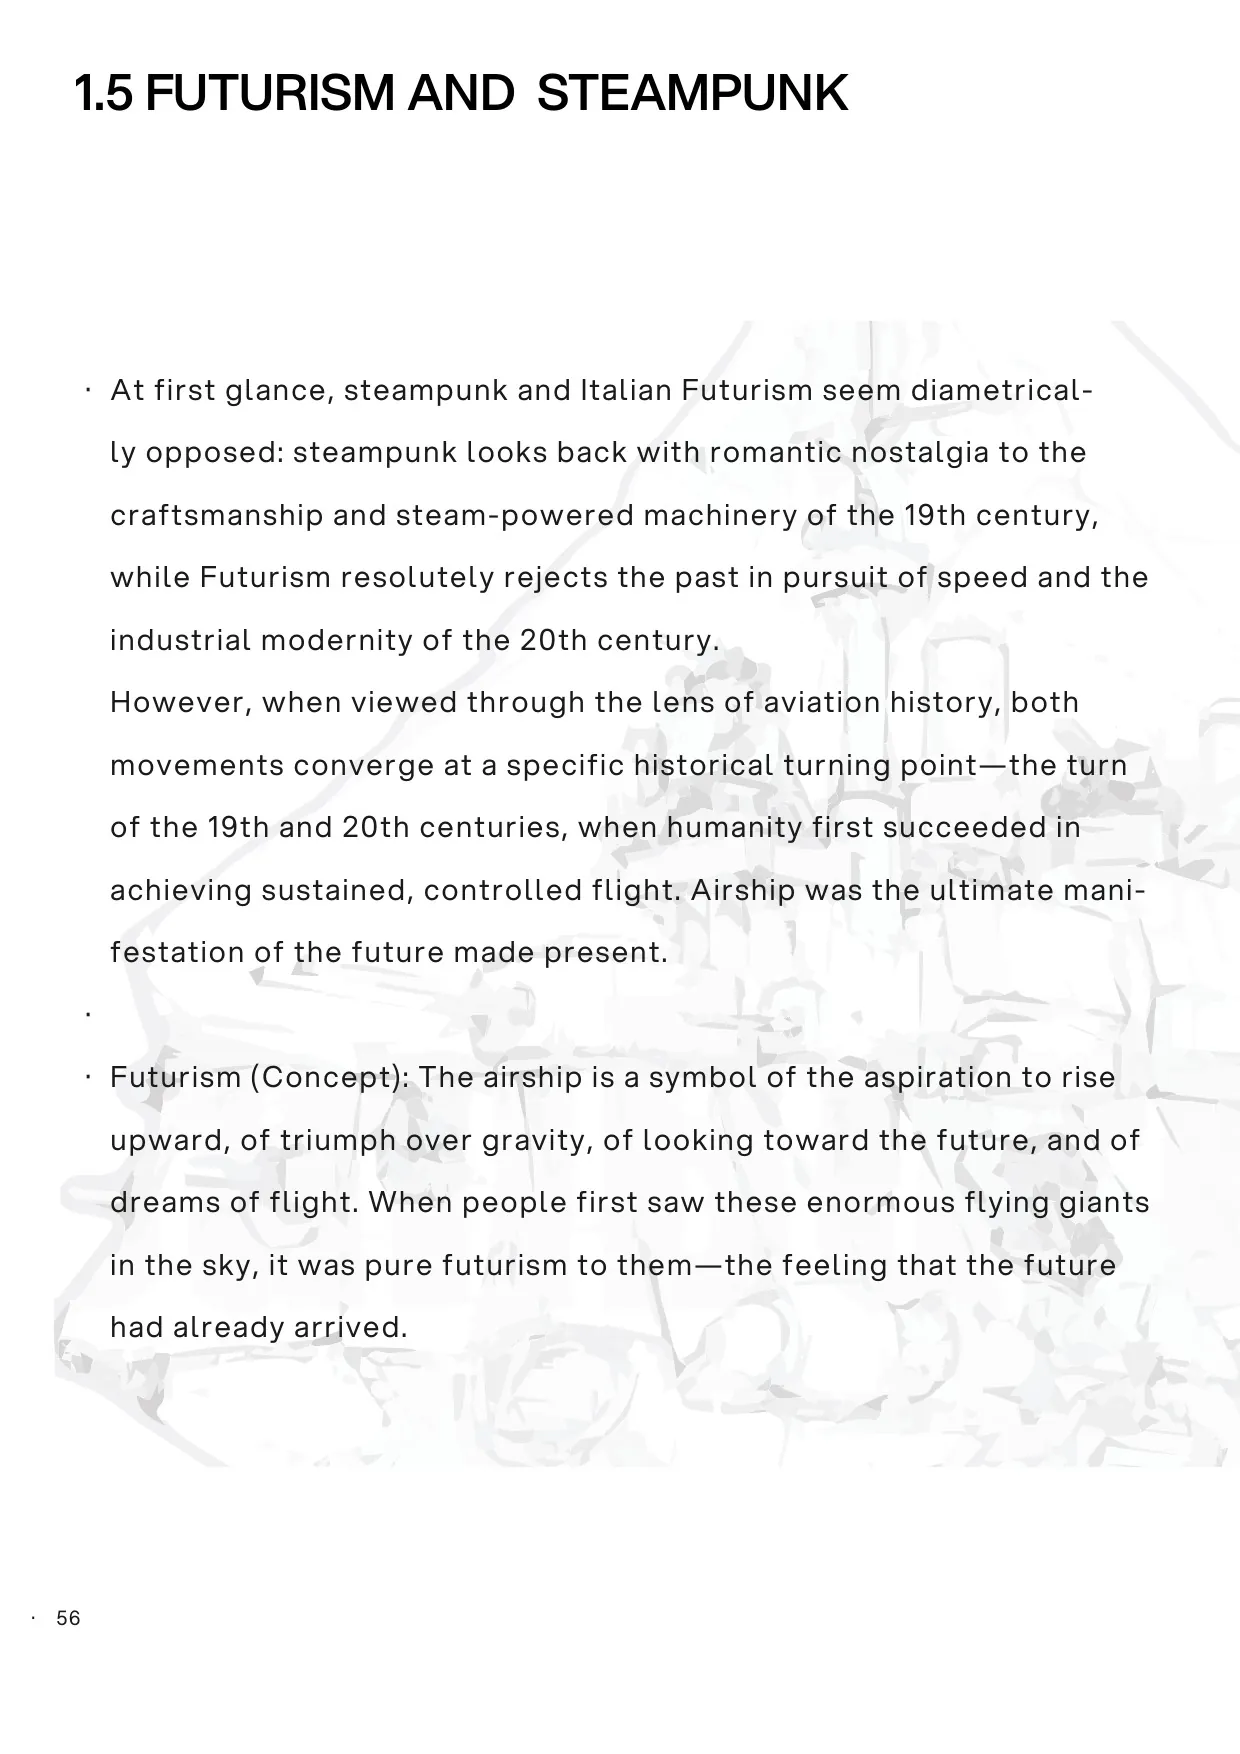 1.5 FUTURISM AND STEAMPUNK
· At first glance, steampunk and Italian Futurism seem diametrical-
ly opposed: steampunk looks back with romantic nostalgia to the
craftsmanship and steam-powered machinery of the 19th century,
while Futurism resolutely rejects the past in pursuit of speed and the
industrial modernity of the 20th century.
However, when viewed through the lens of aviation history, both
movements converge at a specific historical turning point—the turn
of the 19th and 20th centuries, when humanity first succeeded in
achieving sustained, controlled flight. Airship was the ultimate mani-
festation of the future made present.
·
· Futurism (Concept): The airship is a symbol of the aspiration to rise
upward, of triumph over gravity, of looking toward the future, and of
dreams of flight. When people first saw these enormous flying giants
in the sky, it was pure futurism to them—the feeling that the future
had already arrived.
· 56